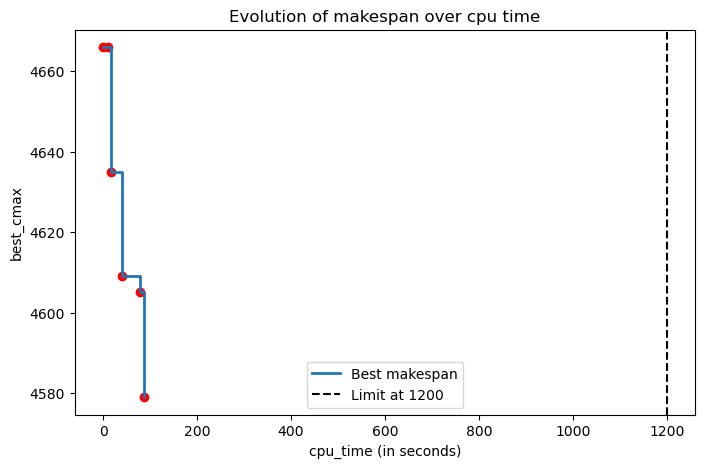 Evolution of makespan over cpu time
best_cmax
4660
4640
4620
4600
4580
Best makespan
Limit at 1200
0
200
400
600
800
1000
1200
cpu_time (in seconds)